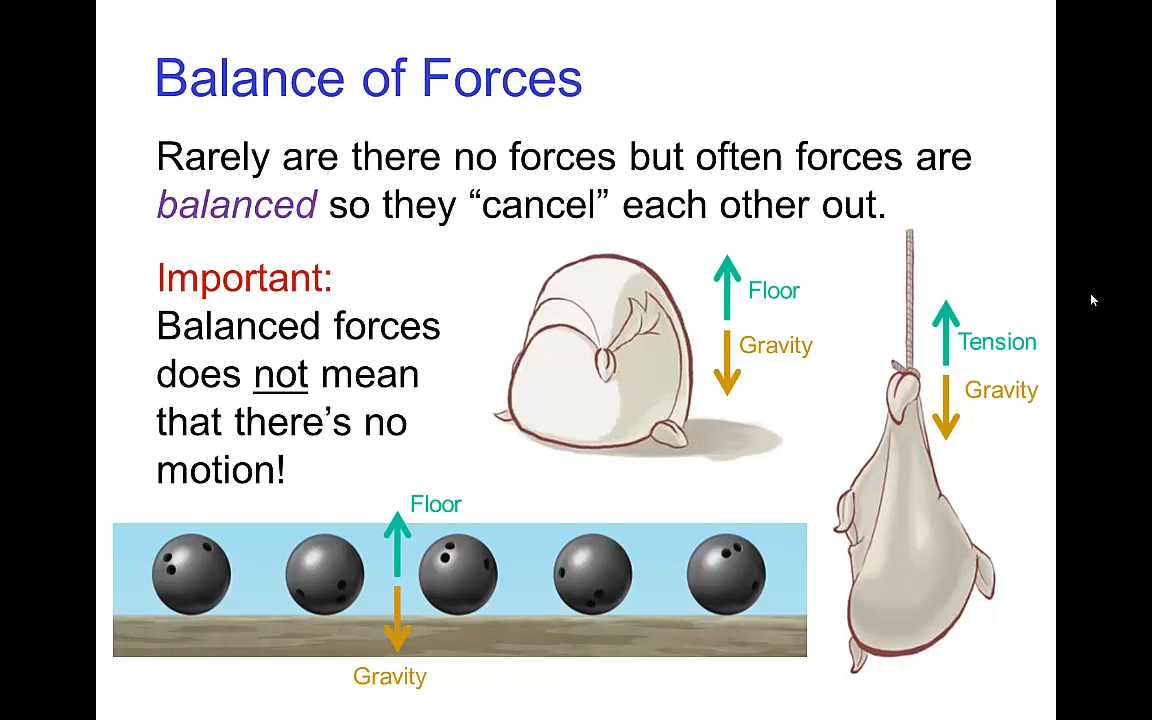 Balance of Forces
Rarely are there no forces but often forces are
balanced so they “cancel” each other out.
Important:
Balanced forces
does not mean
that there’s no
motion!
Floor
Gravity
Tension
Gravity
Floor
Gravity